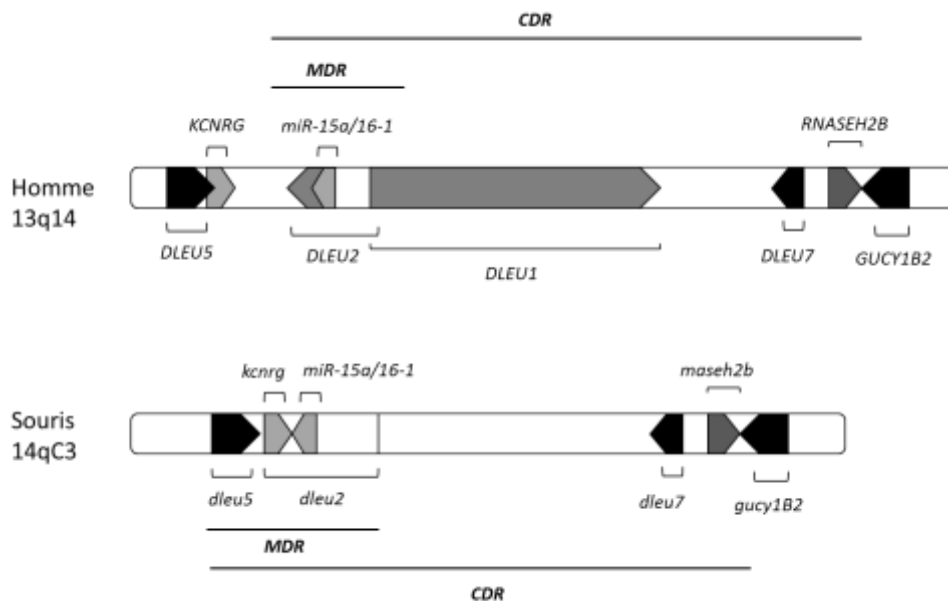 CDR
MDR
KCNRG
miR-15a/16-1
RNASEH2B
Homme
13q14
DLEU5
DLEU2
DLEU1
DLEU7
GUCY1B2
kcnrg
miR-15a/16-1
maseh2b
Souris
14qC3
dleu5
dleu2
dleu7
gucy1B2
MDR
CDR